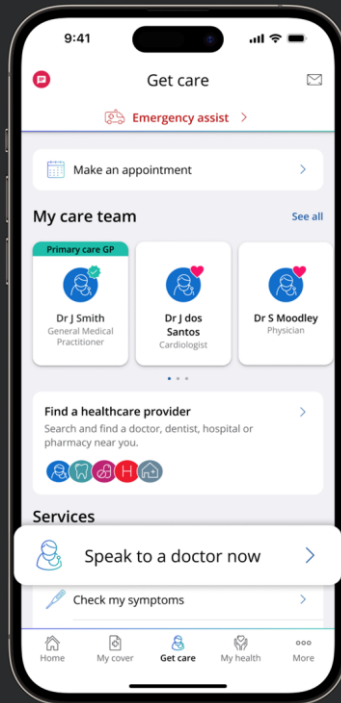 9:41
Get care
Emergency assist
Make an appointment
My care team
See all
Primary care GP
Dr J Smith
General Medical
Practitioner
Dr J dos
Santos
Cardiologist
Dr S Moodley
Physician
Find a healthcare provider
Search and find a doctor, dentist, hospital or
pharmacy near you.
H
Services
Speak to a doctor now
Check my symptoms
Home
My cover
Get care
My health
More